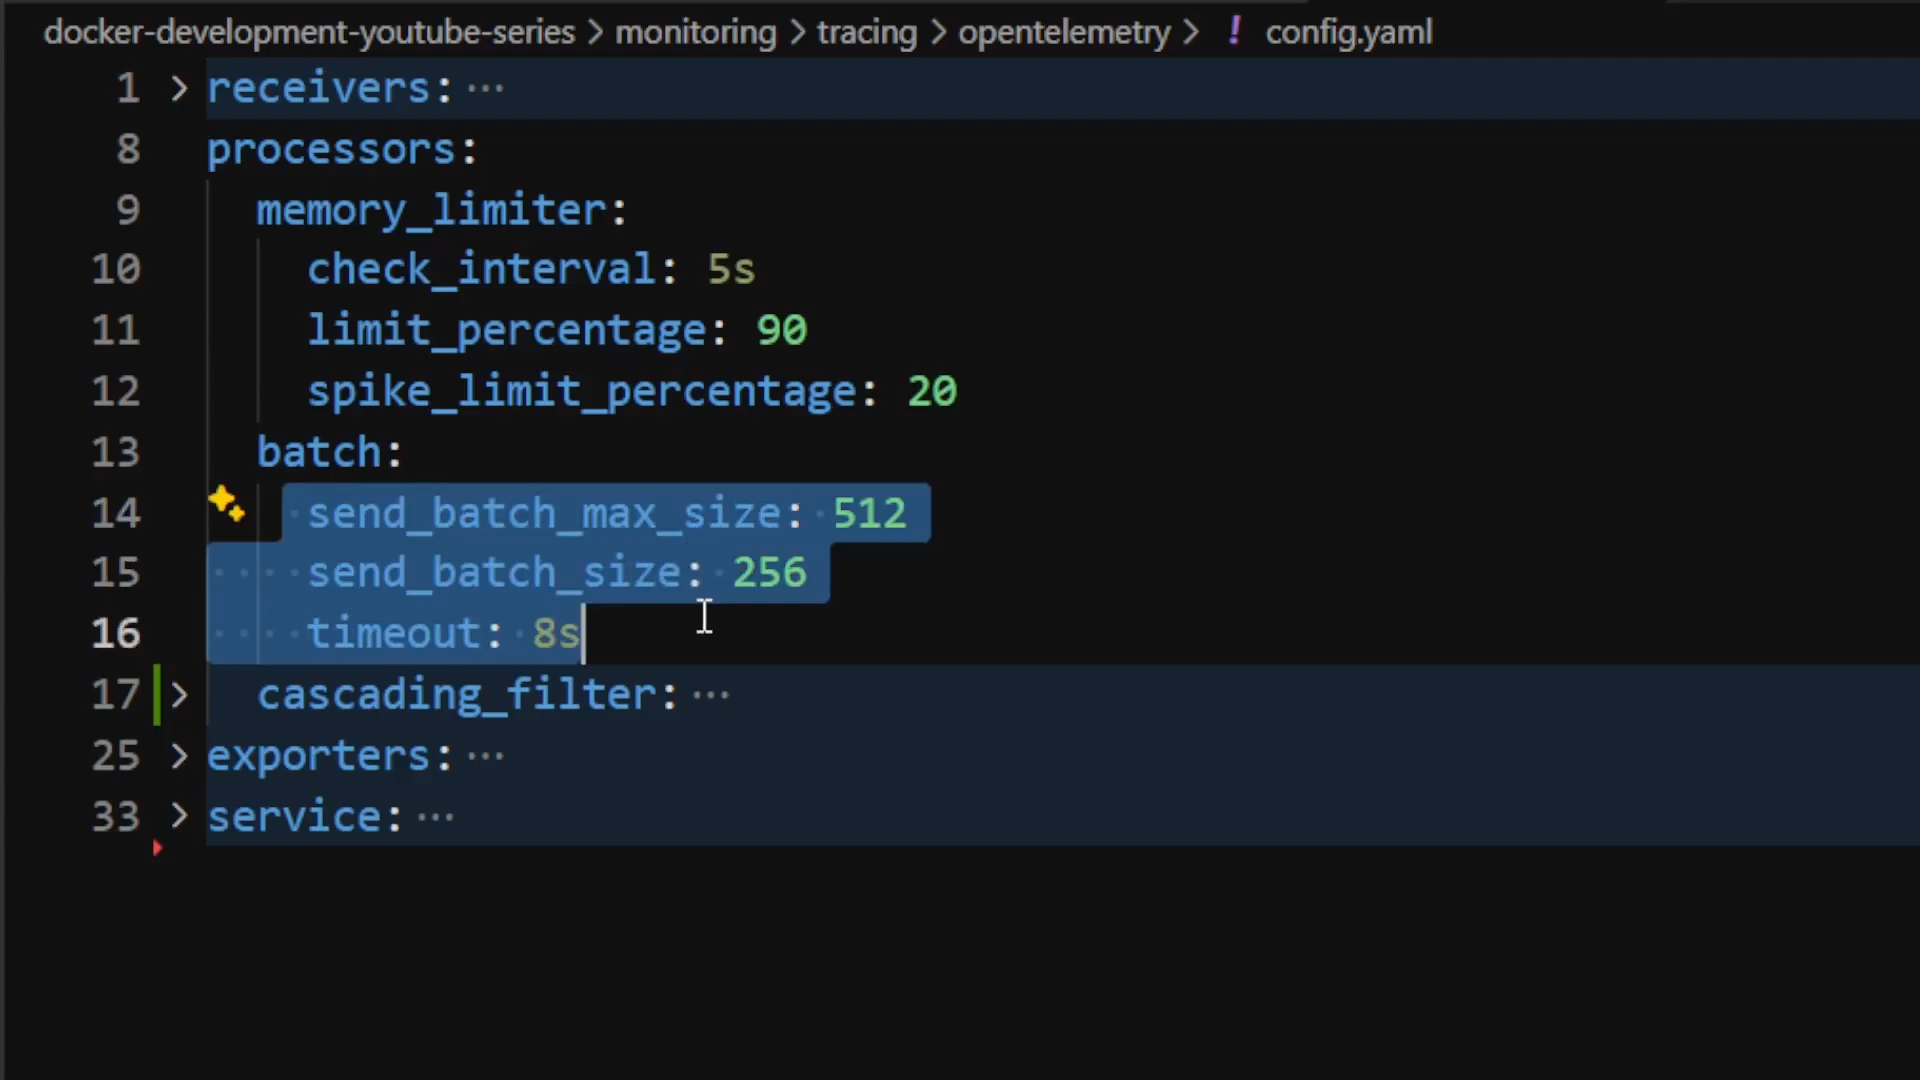 docker-development-youtube-series > monitoring > tracing > opentelemetry > ! config.yaml
1 > receivers: ···
8 processors:
9 memory_limiter:
10 check_interval: 5s
11 limit_percentage: 90
12 spike_limit_percentage: 20
13 batch:
14 send_batch_max_size: 512
15 send_batch_size: 256
16 timeout: 8s
17 > cascading_filter: ···
25 > exporters: ···
33 > service: ···